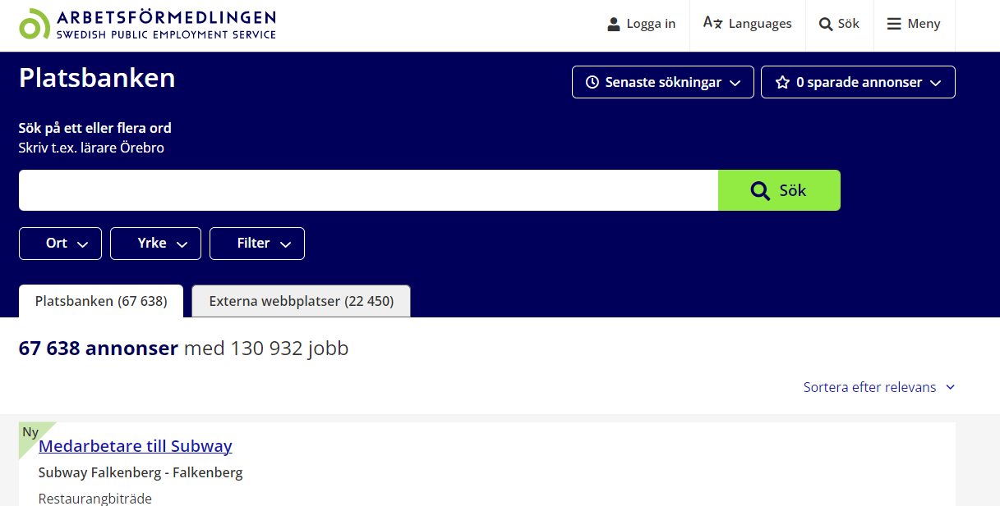 ARBETSFÖRMEDLINGEN
SWEDISH PUBLIC EMPLOYMENT SERVICE
Logga in
Languages
Sök
Meny
Platsbanken
Senaste sökningar
0 sparade annonser
Sök på ett eller flera ord
Skriv t.ex. lärare Örebro
Sök
Ort
Yrke
Filter
Platsbanken (67 638)
Externa webbplatser (22 450)
67 638 annonser med 130 932 jobb
Sortera efter relevans
Ny
Medarbetare till Subway
Subway Falkenberg - Falkenberg
Restaurangbiträde